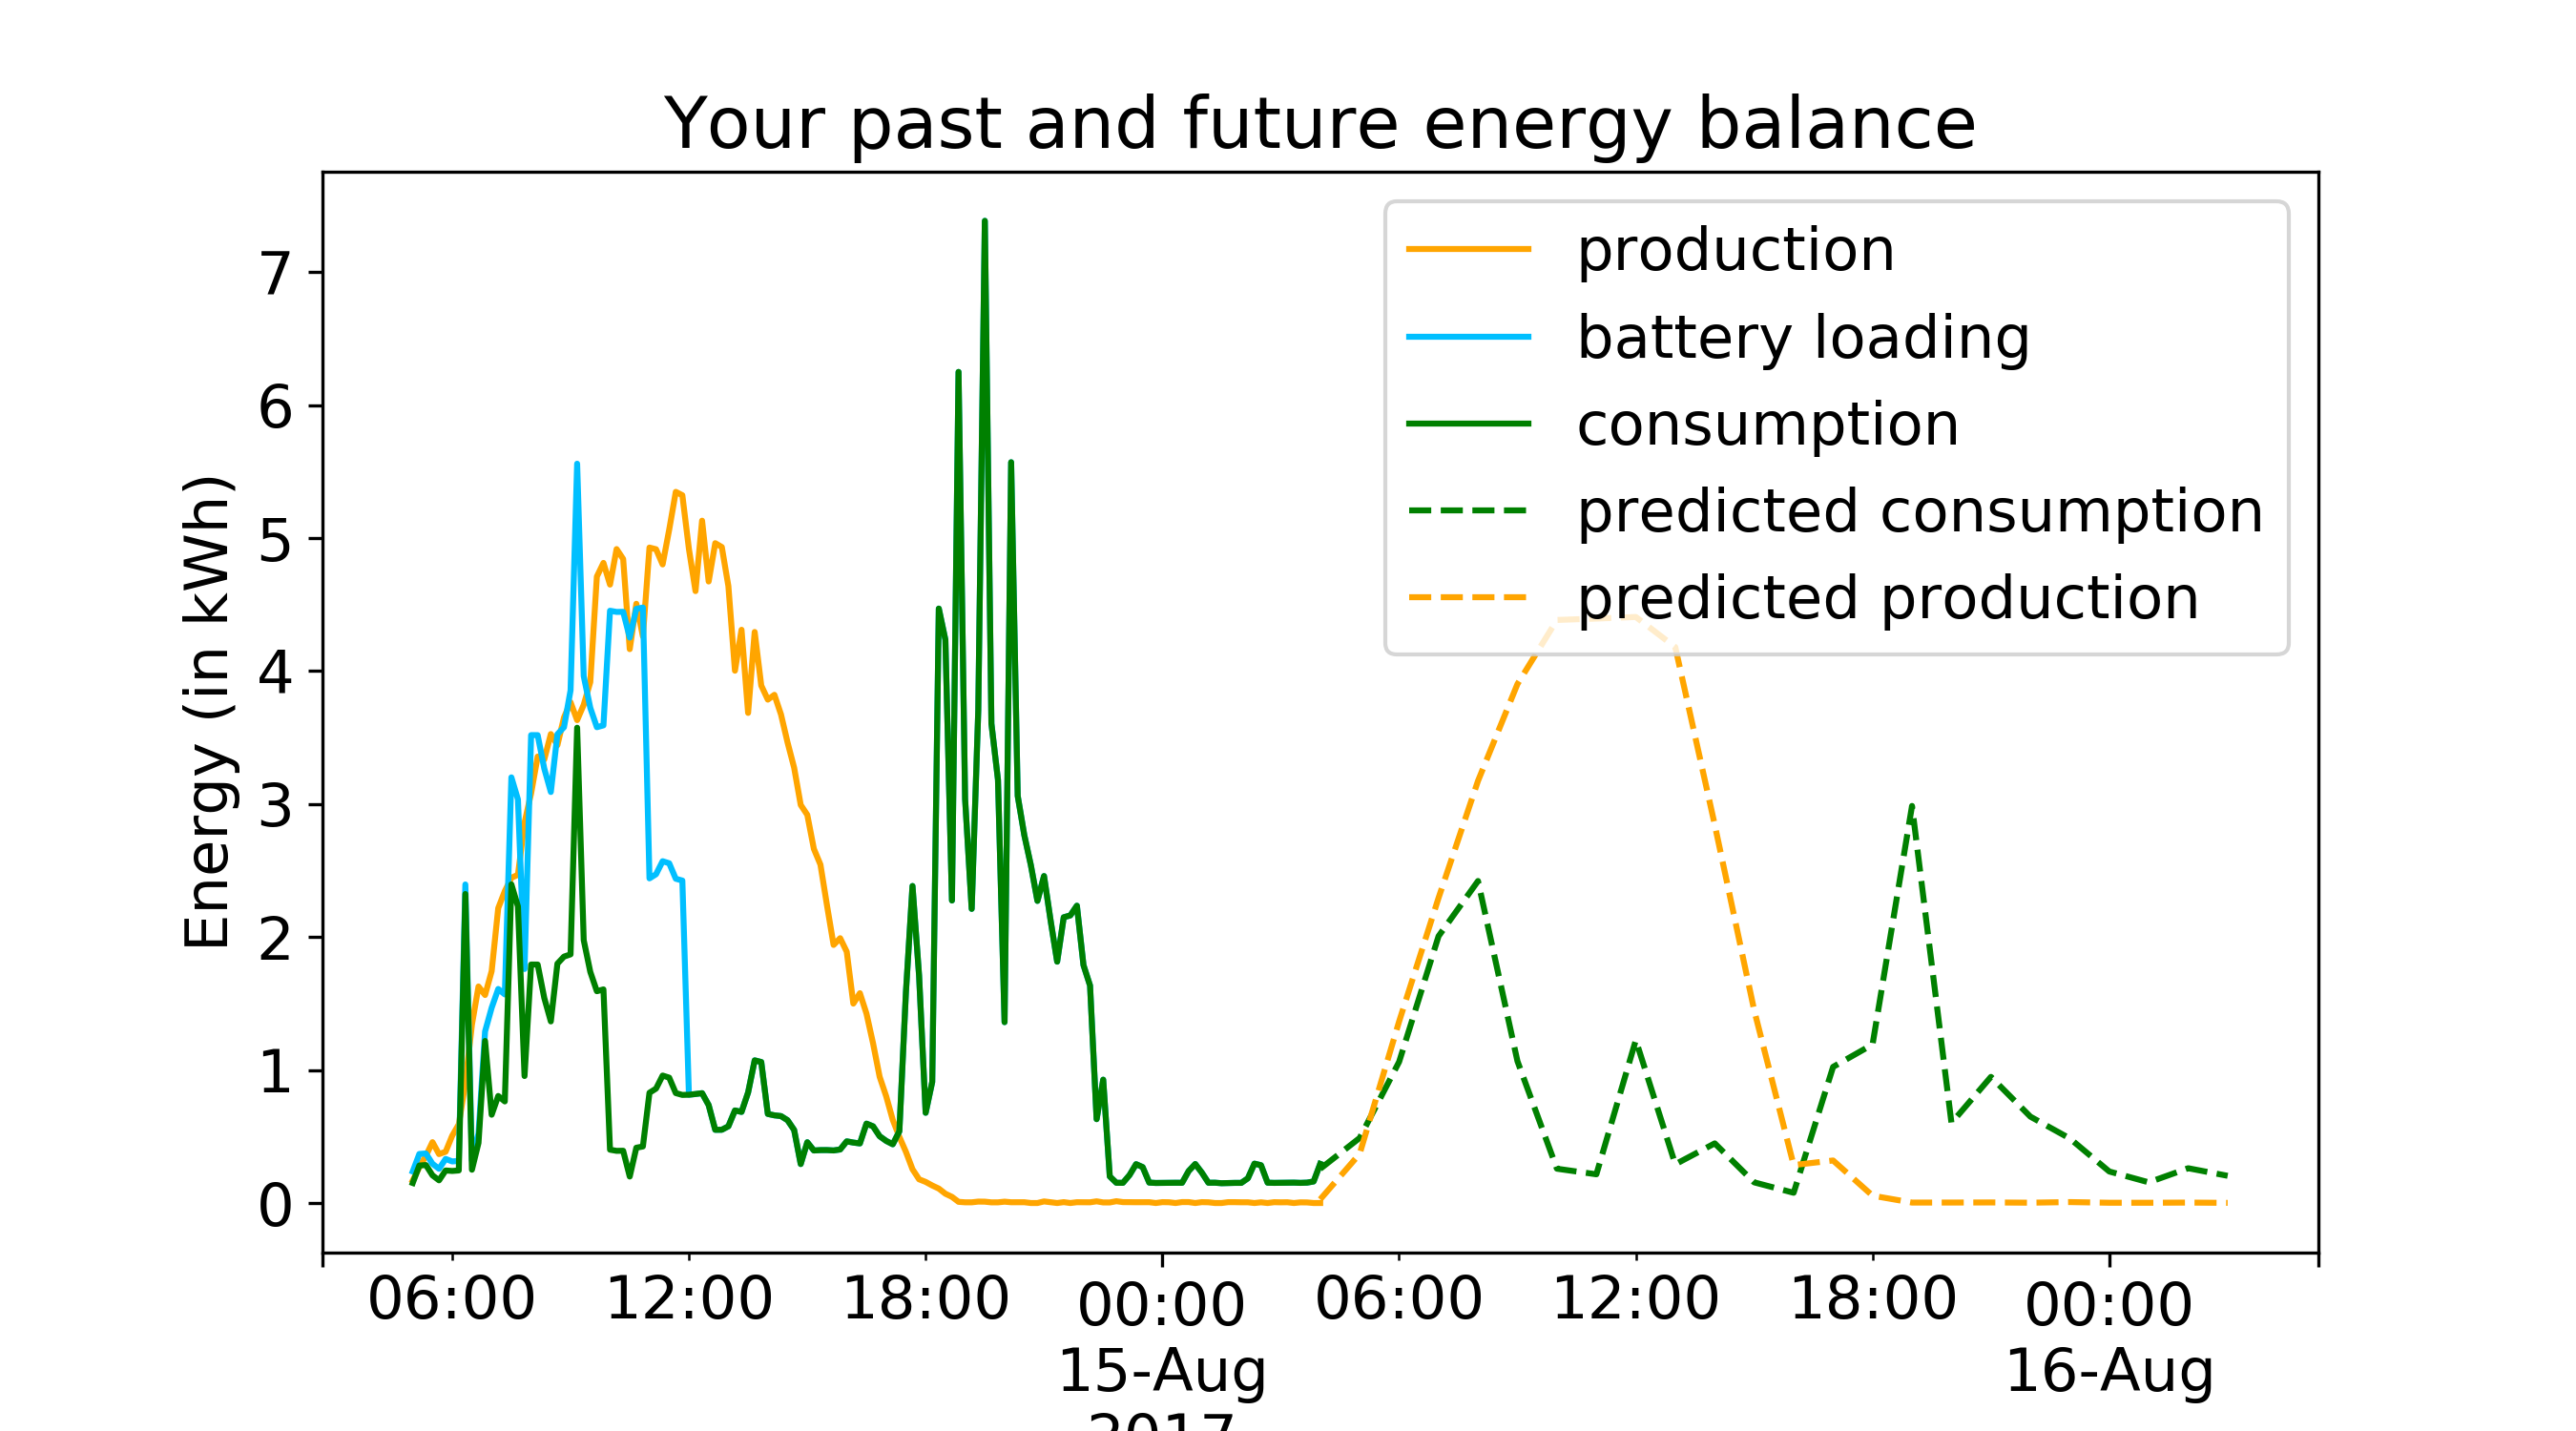 Your past and future energy balance
production
battery loading
consumption
predicted consumption
predicted production
Energy (in kWh)
7
6
5
4
3
2
1
0
06:00 12:00 18:00 00:00 06:00 12:00 18:00 00:00
15-Aug 16-Aug
2017